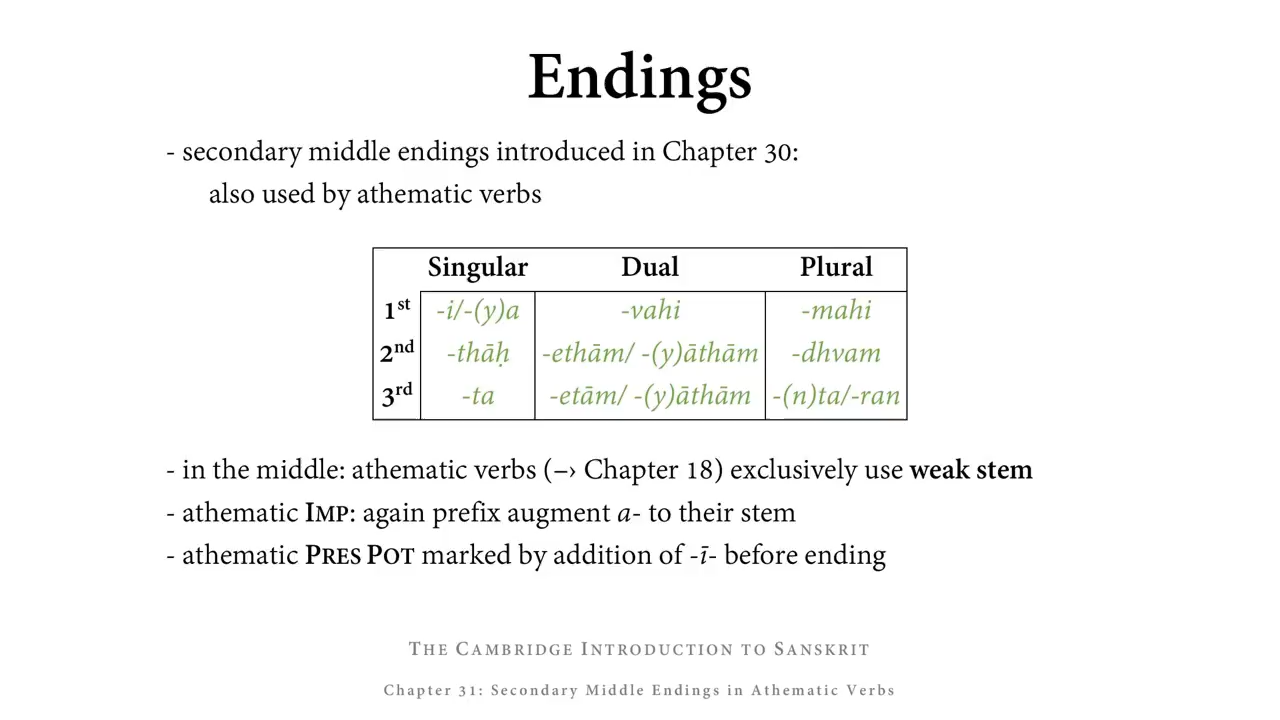 Endings
- secondary middle endings introduced in Chapter 30:
also used by athematic verbs
Singular Dual Plural
1st -i/-(y)a -vahi -mahi
2nd -thāḥ -ethām/ -(y)āthām -dhvam
3rd -ta -etām/ -(y)āthām -(n)ta/-ran
- in the middle: athematic verbs (–› Chapter 18) exclusively use weak stem
- athematic IMP: again prefix augment a- to their stem
- athematic PRES POT marked by addition of -ī- before ending
THE CAMBRIDGE INTRODUCTION TO SANSKRIT
Chapter 31: Secondary Middle Endings in Athematic Verbs